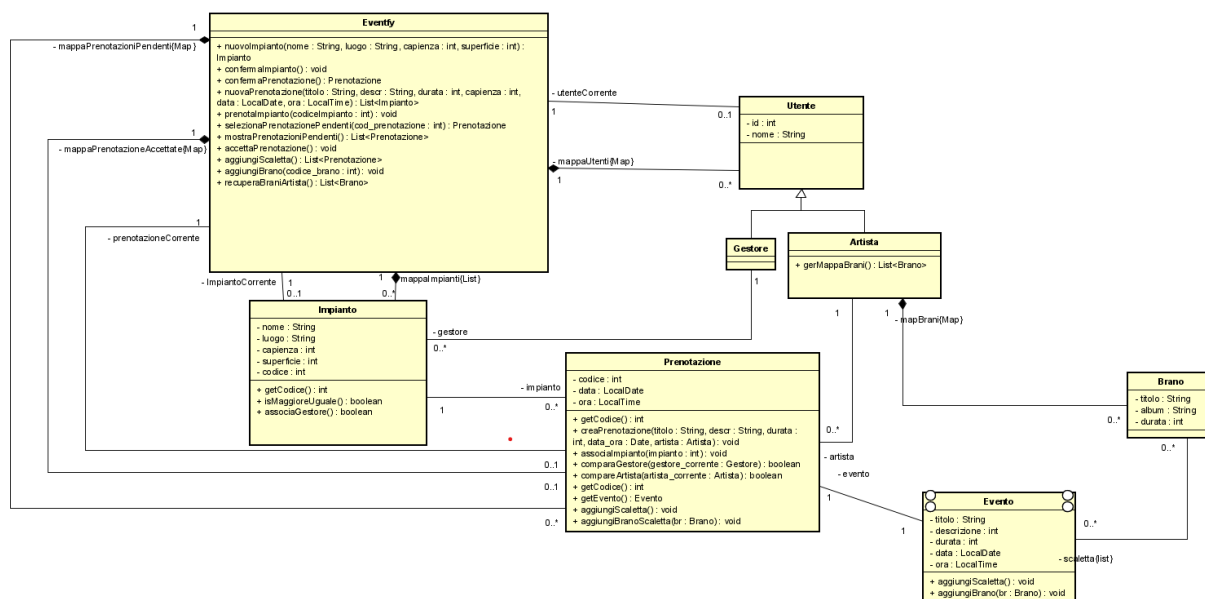 Eventfy
+ nuovoImpianto(nome : String, luogo : String, capienza : int, superficie : int) :
Impianto
+ confermaImpianto() : void
+ confermaPrenotazione() : Prenotazione
+ nuovaPrenotazione(titolo : String, descr : String, durata : int, capienza : int,
data : LocalDate, ora : LocalTime) : List<Impianto>
+ prenotaImpianto(codiceImpianto : int) : void
+ selezionaPrenotazionePendenti(cod_prenotazione : int) : Prenotazione
+ mostraPrenotazioniPendenti() : List<Prenotazione>
+ accettaPrenotazione() : void
+ aggiungiScaletta() : List<Prenotazione>
+ aggiungiBrano(codice_brano : int) : void
+ recuperaBraniArtista() : List<Brano>
1
- mappaPrenotazioniPendenti{Map }
1
- mappaPrenotazioneAccettate{Map}
1
- prenotazioneCorrente
- utenteCorrente
1
0..1
- mappaUtenti{Map}
1
0..*
Utente
- id : int
- nome : String
Gestore
1
Artista
+ gerMappaBrani() : List<Brano>
1
1
- mapBrani{Map}
- ImpiantoCorrente
1
0..1
1
mappaImpianti{List}
0..*
Impianto
- nome : String
- luogo : String
- capienza : int
- superficie : int
- codice : int
+ getCodice() : int
+ isMaggioreUguale() : boolean
+ associaGestore() : boolean
- gestore
0..*
- impianto
1
0..*
Prenotazione
- codice : int
- data : LocalDate
- ora : LocalTime
+ getCodice() : int
+ creaPrenotazione(titolo : String, descr : String, durata :
int, data_ora : Date, artista : Artista) : void
+ associaImpianto(impianto : int) : void
+ comparaGestore(gestore_corrente : Gestore) : boolean
+ compareArtista(artista_corrente : Artista) : boolean
+ getCodice() : int
+ getEvento() : Evento
+ aggiungiScaletta() : void
+ aggiungiBranoScaletta(br : Brano) : void
0..1
0..1
0..*
0..*
- artista
- evento
1
1
Brano
- titolo : String
- album : String
- durata : int
0..*
0..*
Evento
- titolo : String
- descrizione : int
- durata : int
- data : LocalDate
- ora : LocalTime
+ aggiungiScaletta() : void
+ aggiungiBrano(br : Brano) : void
0..*
- scaletta{list}